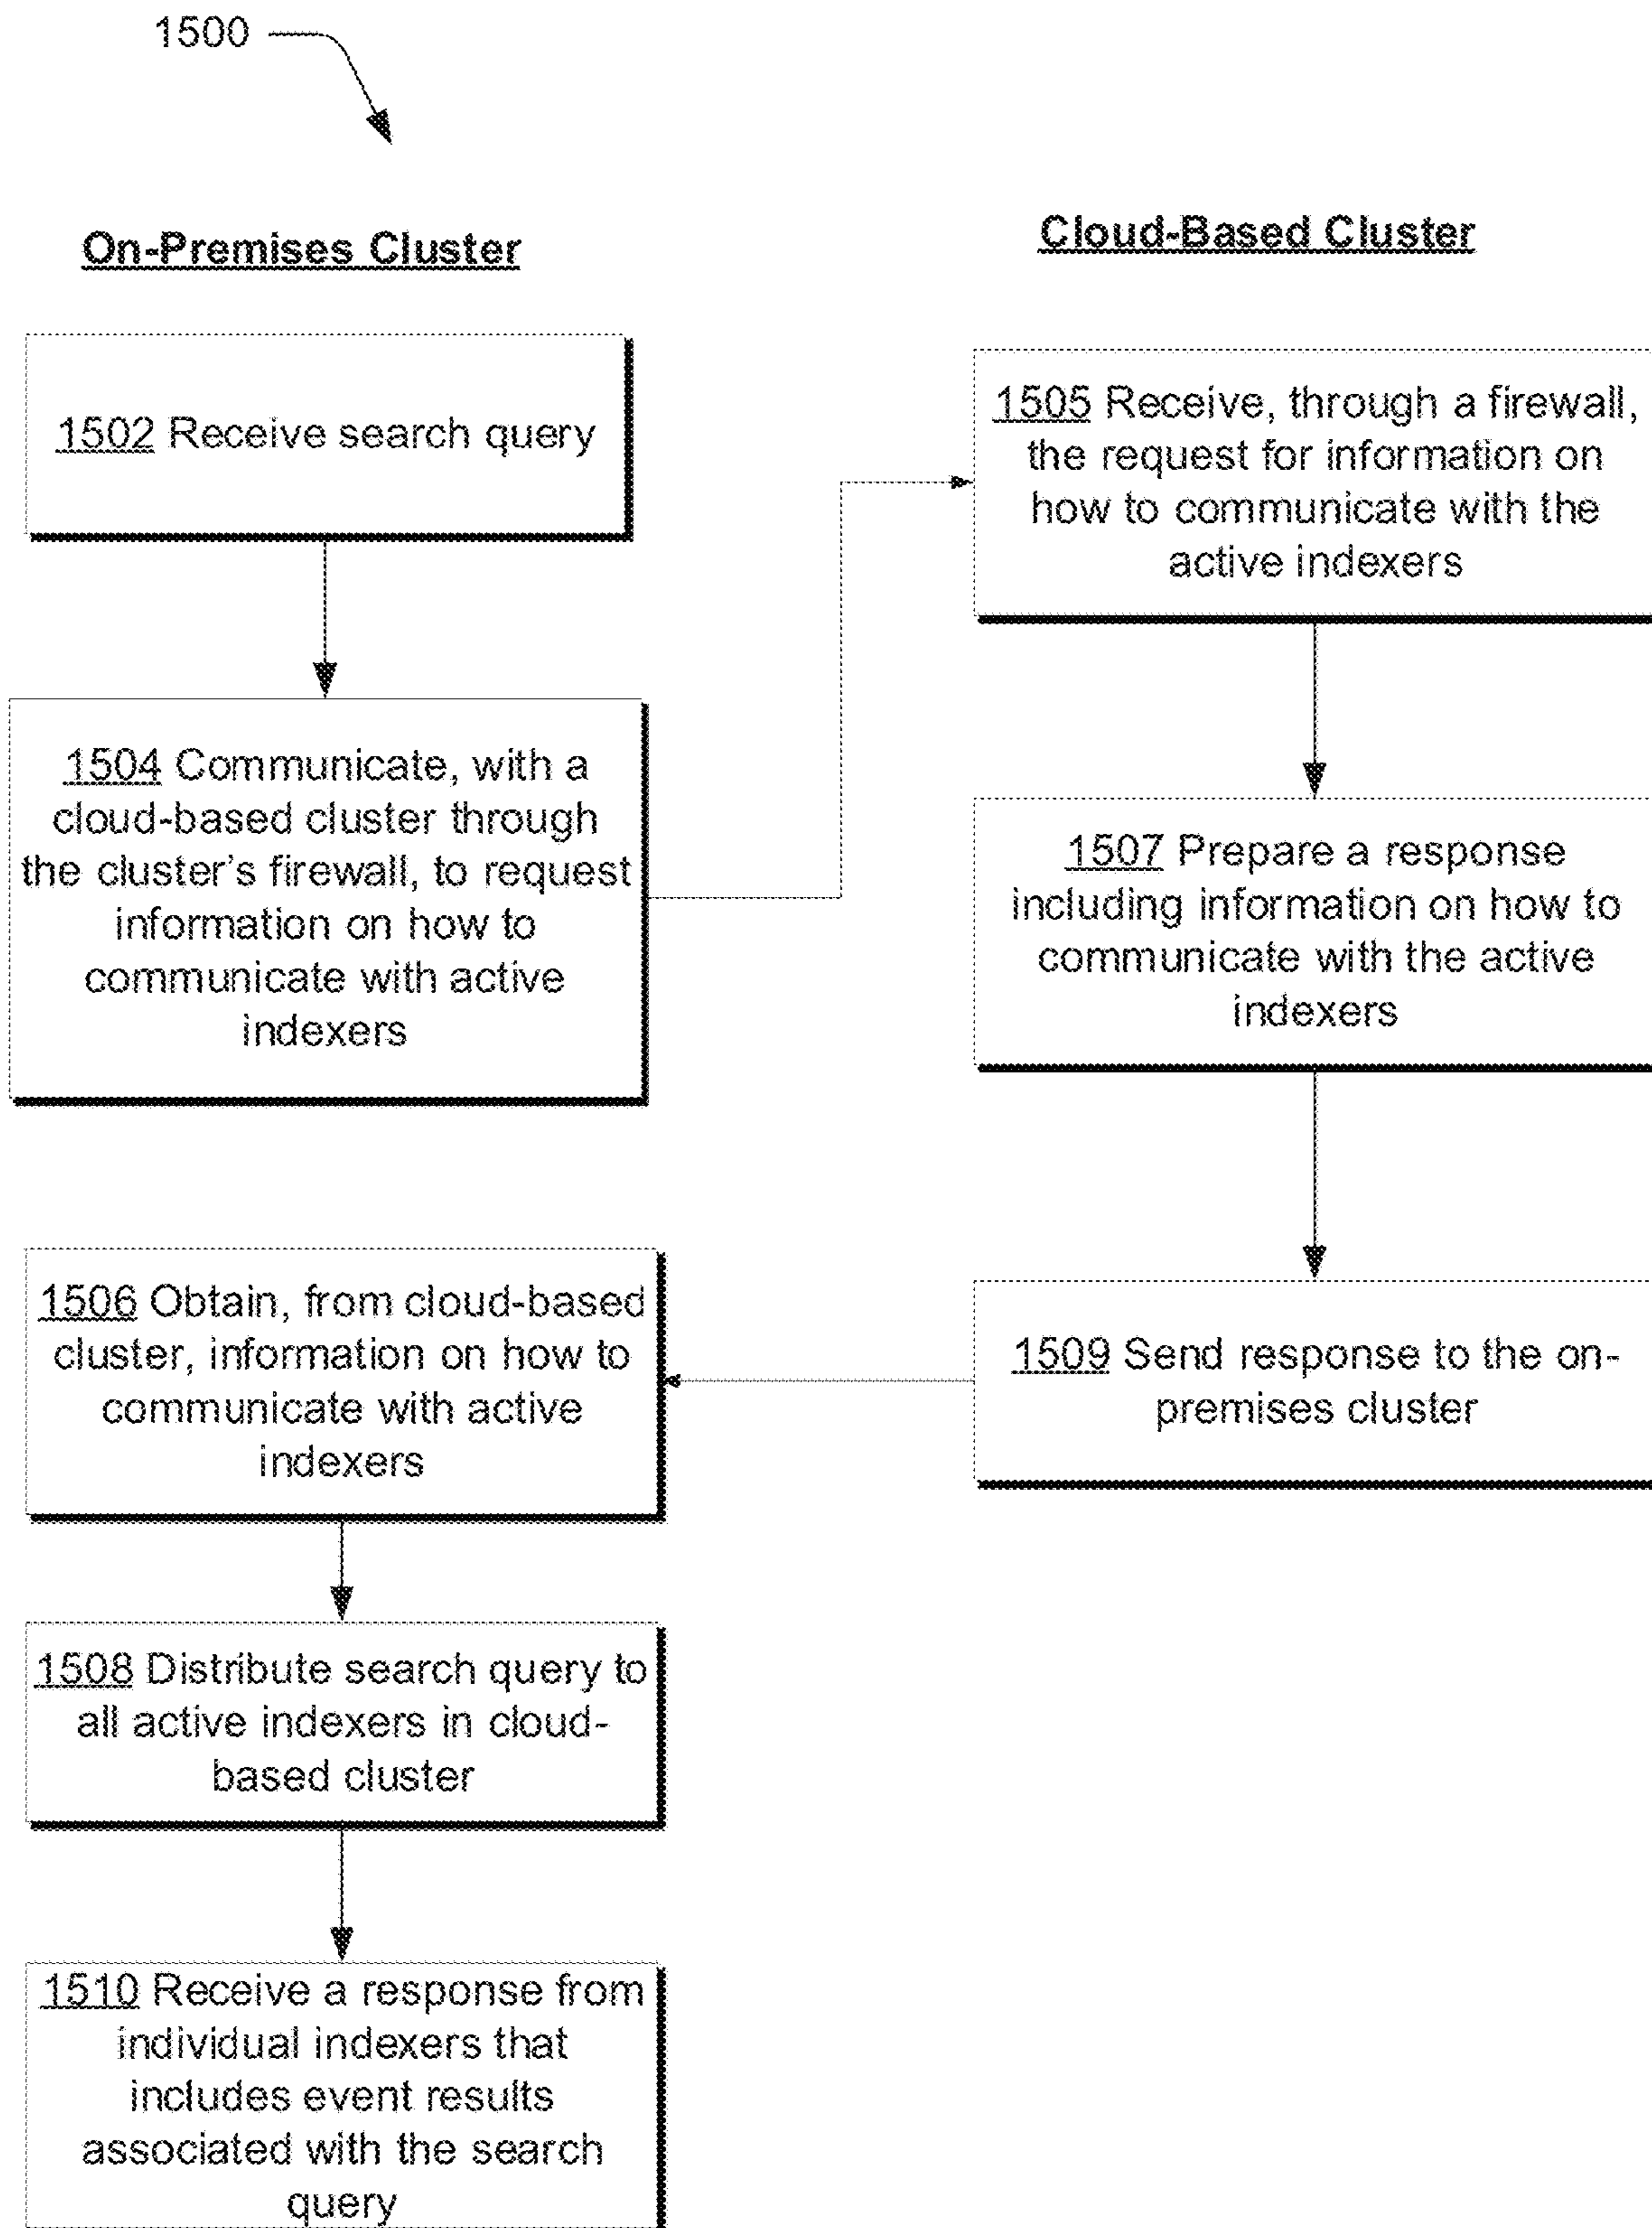 1500
On-Premises Cluster
Cloud-Based Cluster
1502 Receive search query
1504 Communicate, with a
cloud-based cluster through
the cluster's firewall, to request
information on how to
communicate with active
indexers
1505 Receive, through a firewall,
the request for information on
how to communicate with the
active indexers
1507 Prepare a response
including information on how to
communicate with the active
indexers
1509 Send response to the on-
premises cluster
1506 Obtain, from cloud-based
cluster, information on how to
communicate with active
indexers
1508 Distribute search query to
all active indexers in cloud-
based cluster
1510 Receive a response from
individual indexers that
includes event results
associated with the search
query